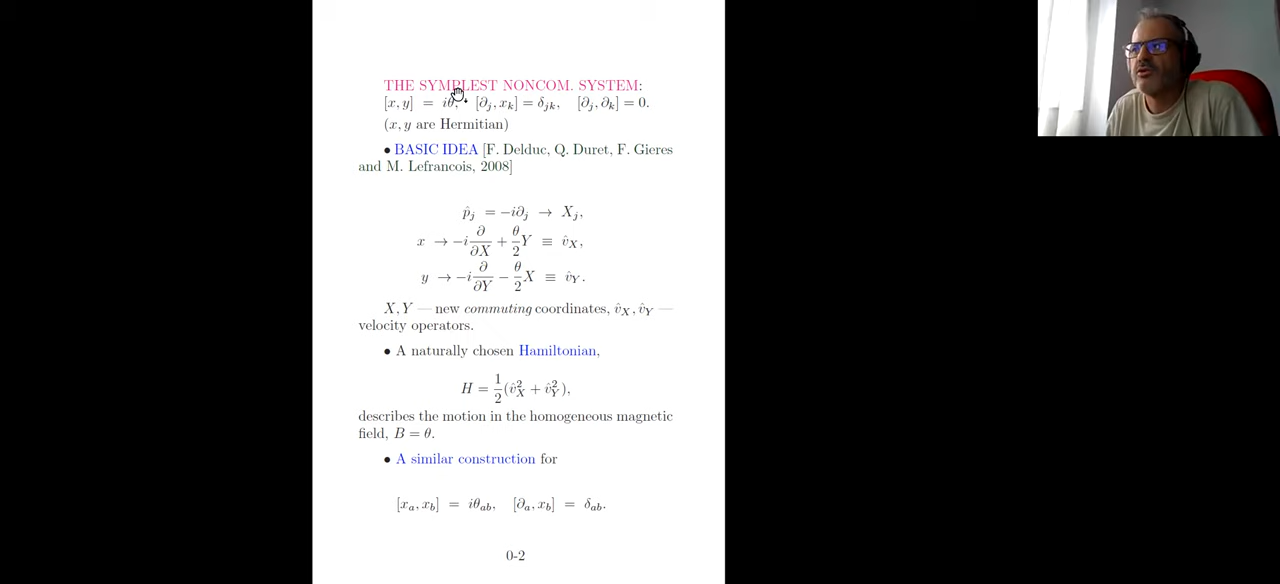 THE SYMPLEST NONCOM. SYSTEM:
[x, y] = iθ, [∂j, xk] = δjk, [∂j, ∂k] = 0.
(x, y are Hermitian)
• BASIC IDEA [F. Delduc, Q. Duret, F. Gieres
and M. Lefrancois, 2008]
p̂j = −i∂j → Xj,
x → −i ∂/∂X + θ/2 Y ≡ v̂X,
y → −i ∂/∂Y − θ/2 X ≡ v̂Y.
X, Y — new commuting coordinates, v̂X, v̂Y —
velocity operators.
• A naturally chosen Hamiltonian,
H = 1/2 (v̂²X + v̂²Y),
describes the motion in the homogeneous magnetic
field, B = θ.
• A similar construction for
[xa, xb] = iθab, [∂a, xb] = δab.
0-2